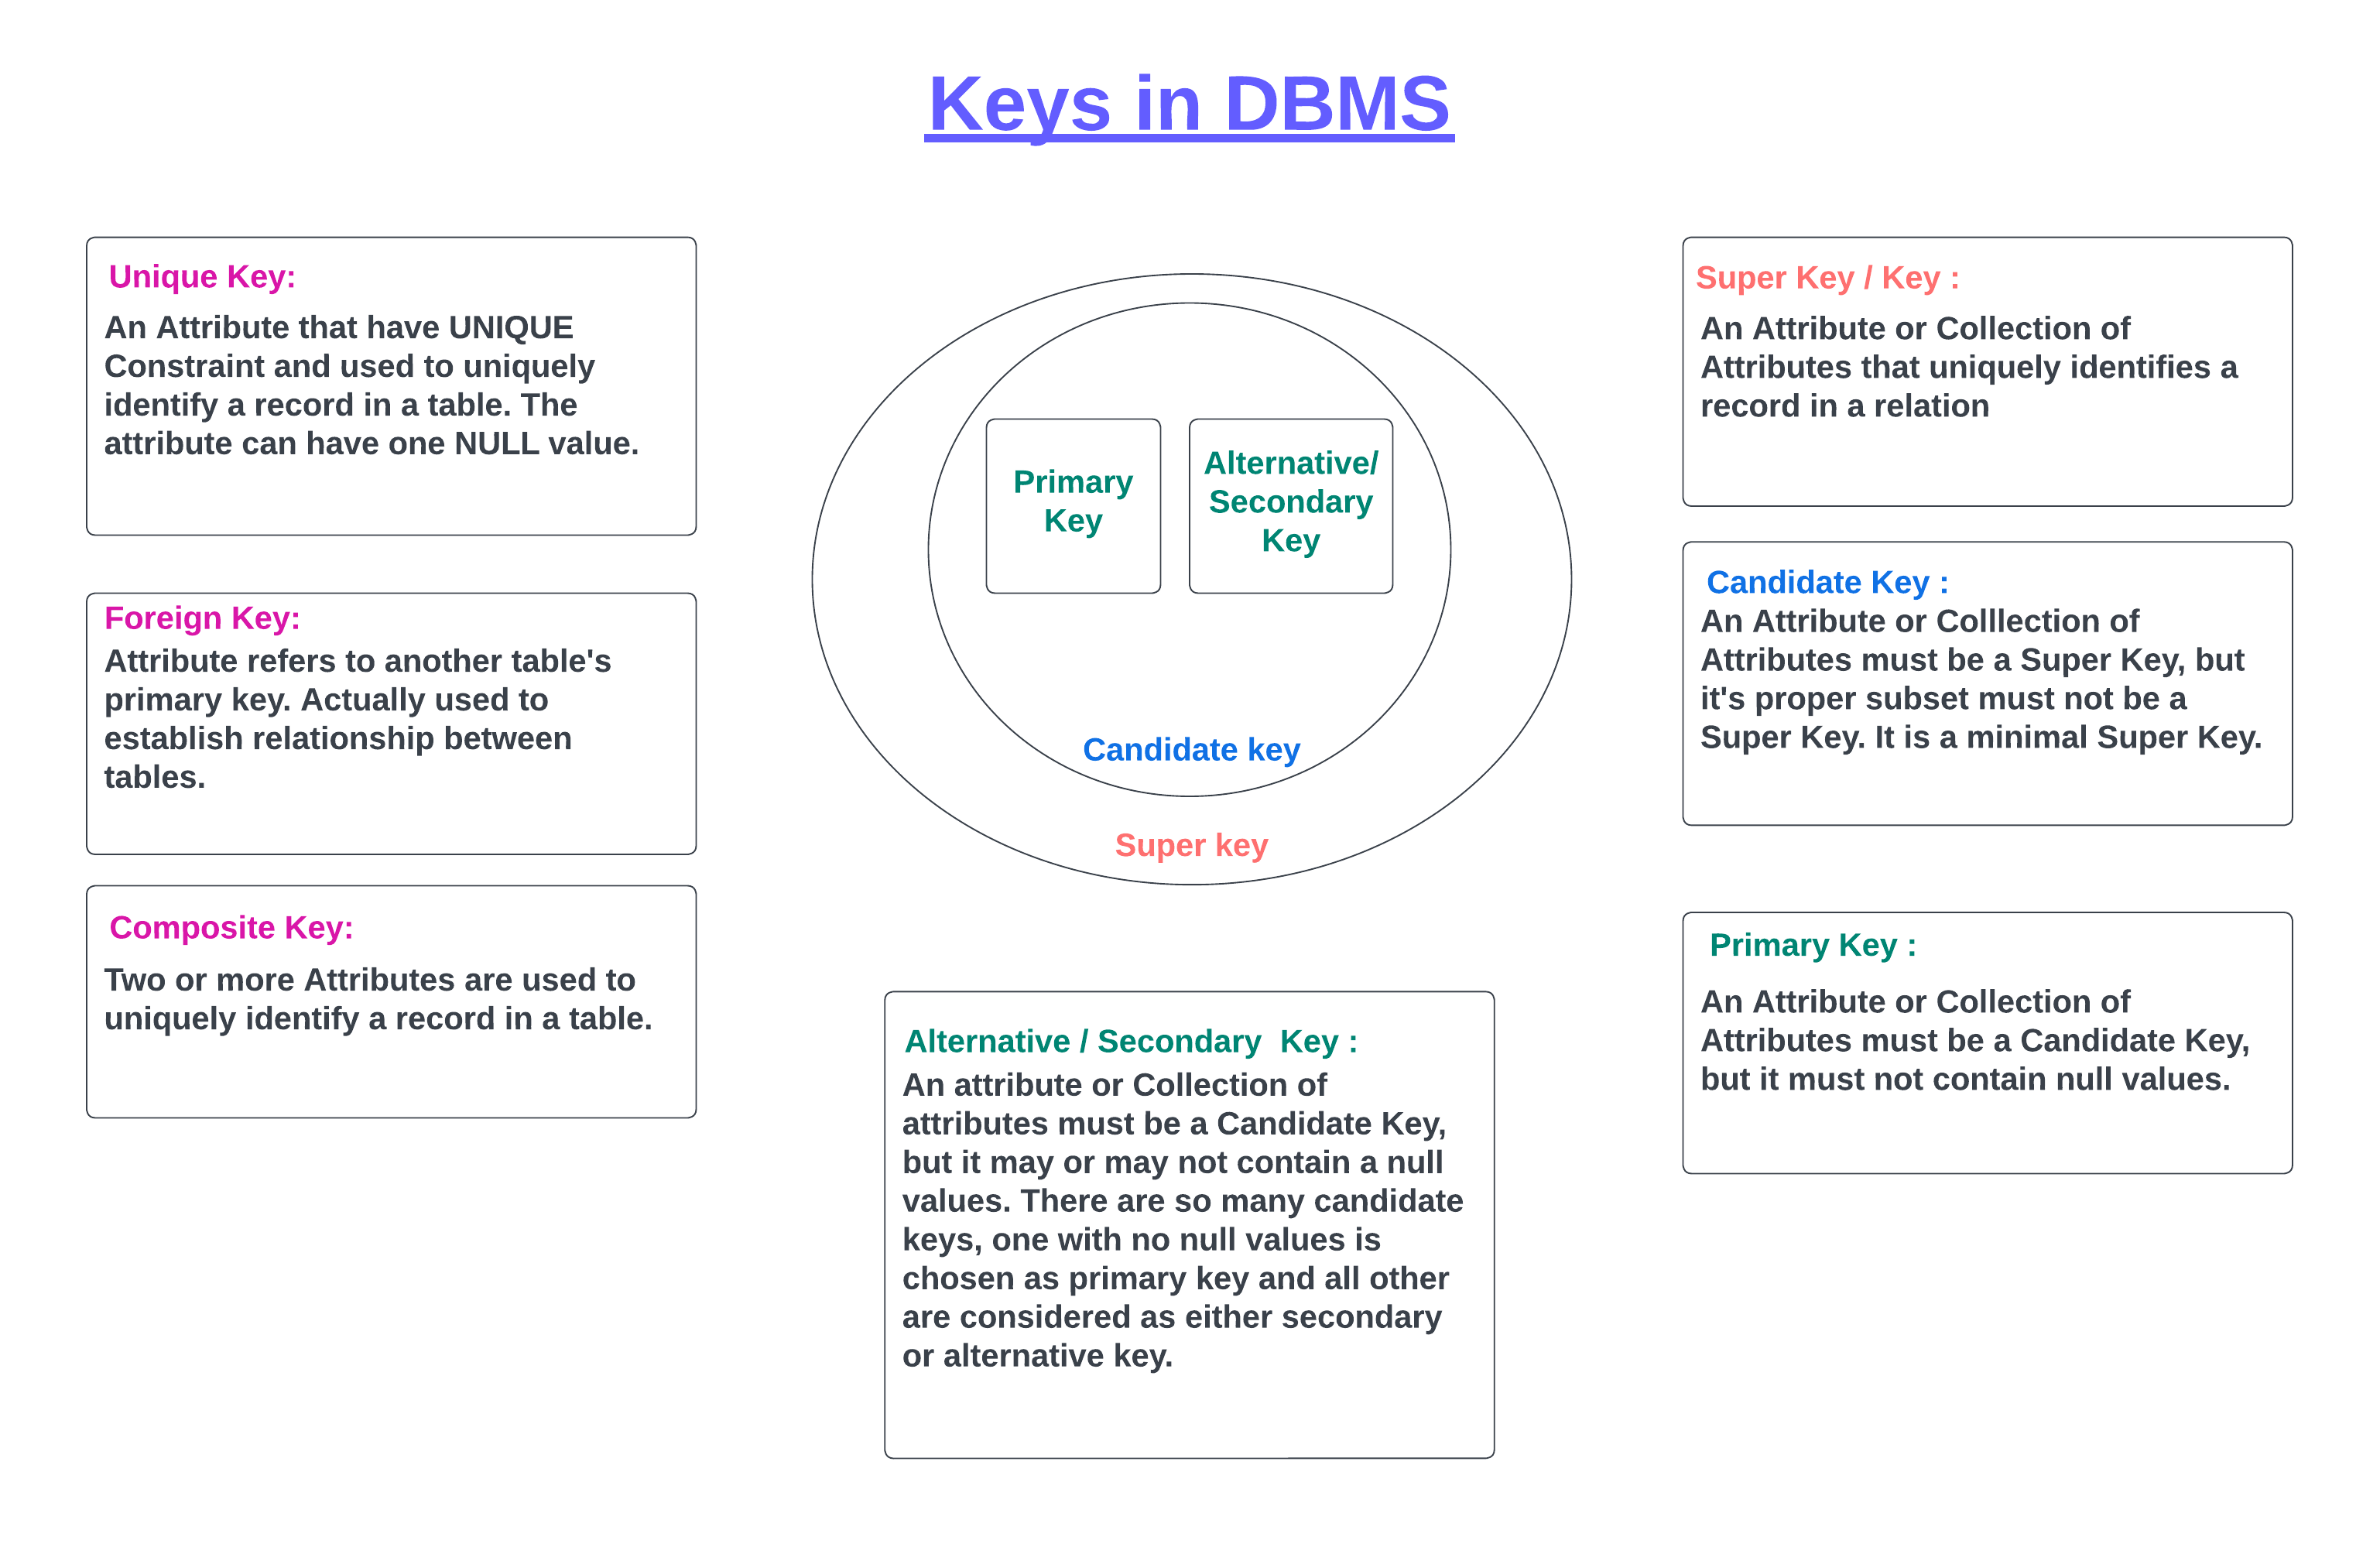 Keys in DBMS
Unique Key:
An Attribute that have UNIQUE
Constraint and used to uniquely
identify a record in a table. The
attribute can have one NULL value.
Foreign Key:
Attribute refers to another table's
primary key. Actually used to
establish relationship between
tables.
Composite Key:
Two or more Attributes are used to
uniquely identify a record in a table.
Primary
Key
Alternative/
Secondary
Key
Candidate key
Super key
Alternative / Secondary  Key :
An attribute or Collection of
attributes must be a Candidate Key,
but it may or may not contain a null
values. There are so many candidate
keys, one with no null values is
chosen as primary key and all other
are considered as either secondary
or alternative key.
Super Key / Key :
An Attribute or Collection of
Attributes that uniquely identifies a
record in a relation
Candidate Key :
An Attribute or Colllection of
Attributes must be a Super Key, but
it's proper subset must not be a
Super Key. It is a minimal Super Key.
Primary Key :
An Attribute or Collection of
Attributes must be a Candidate Key,
but it must not contain null values.